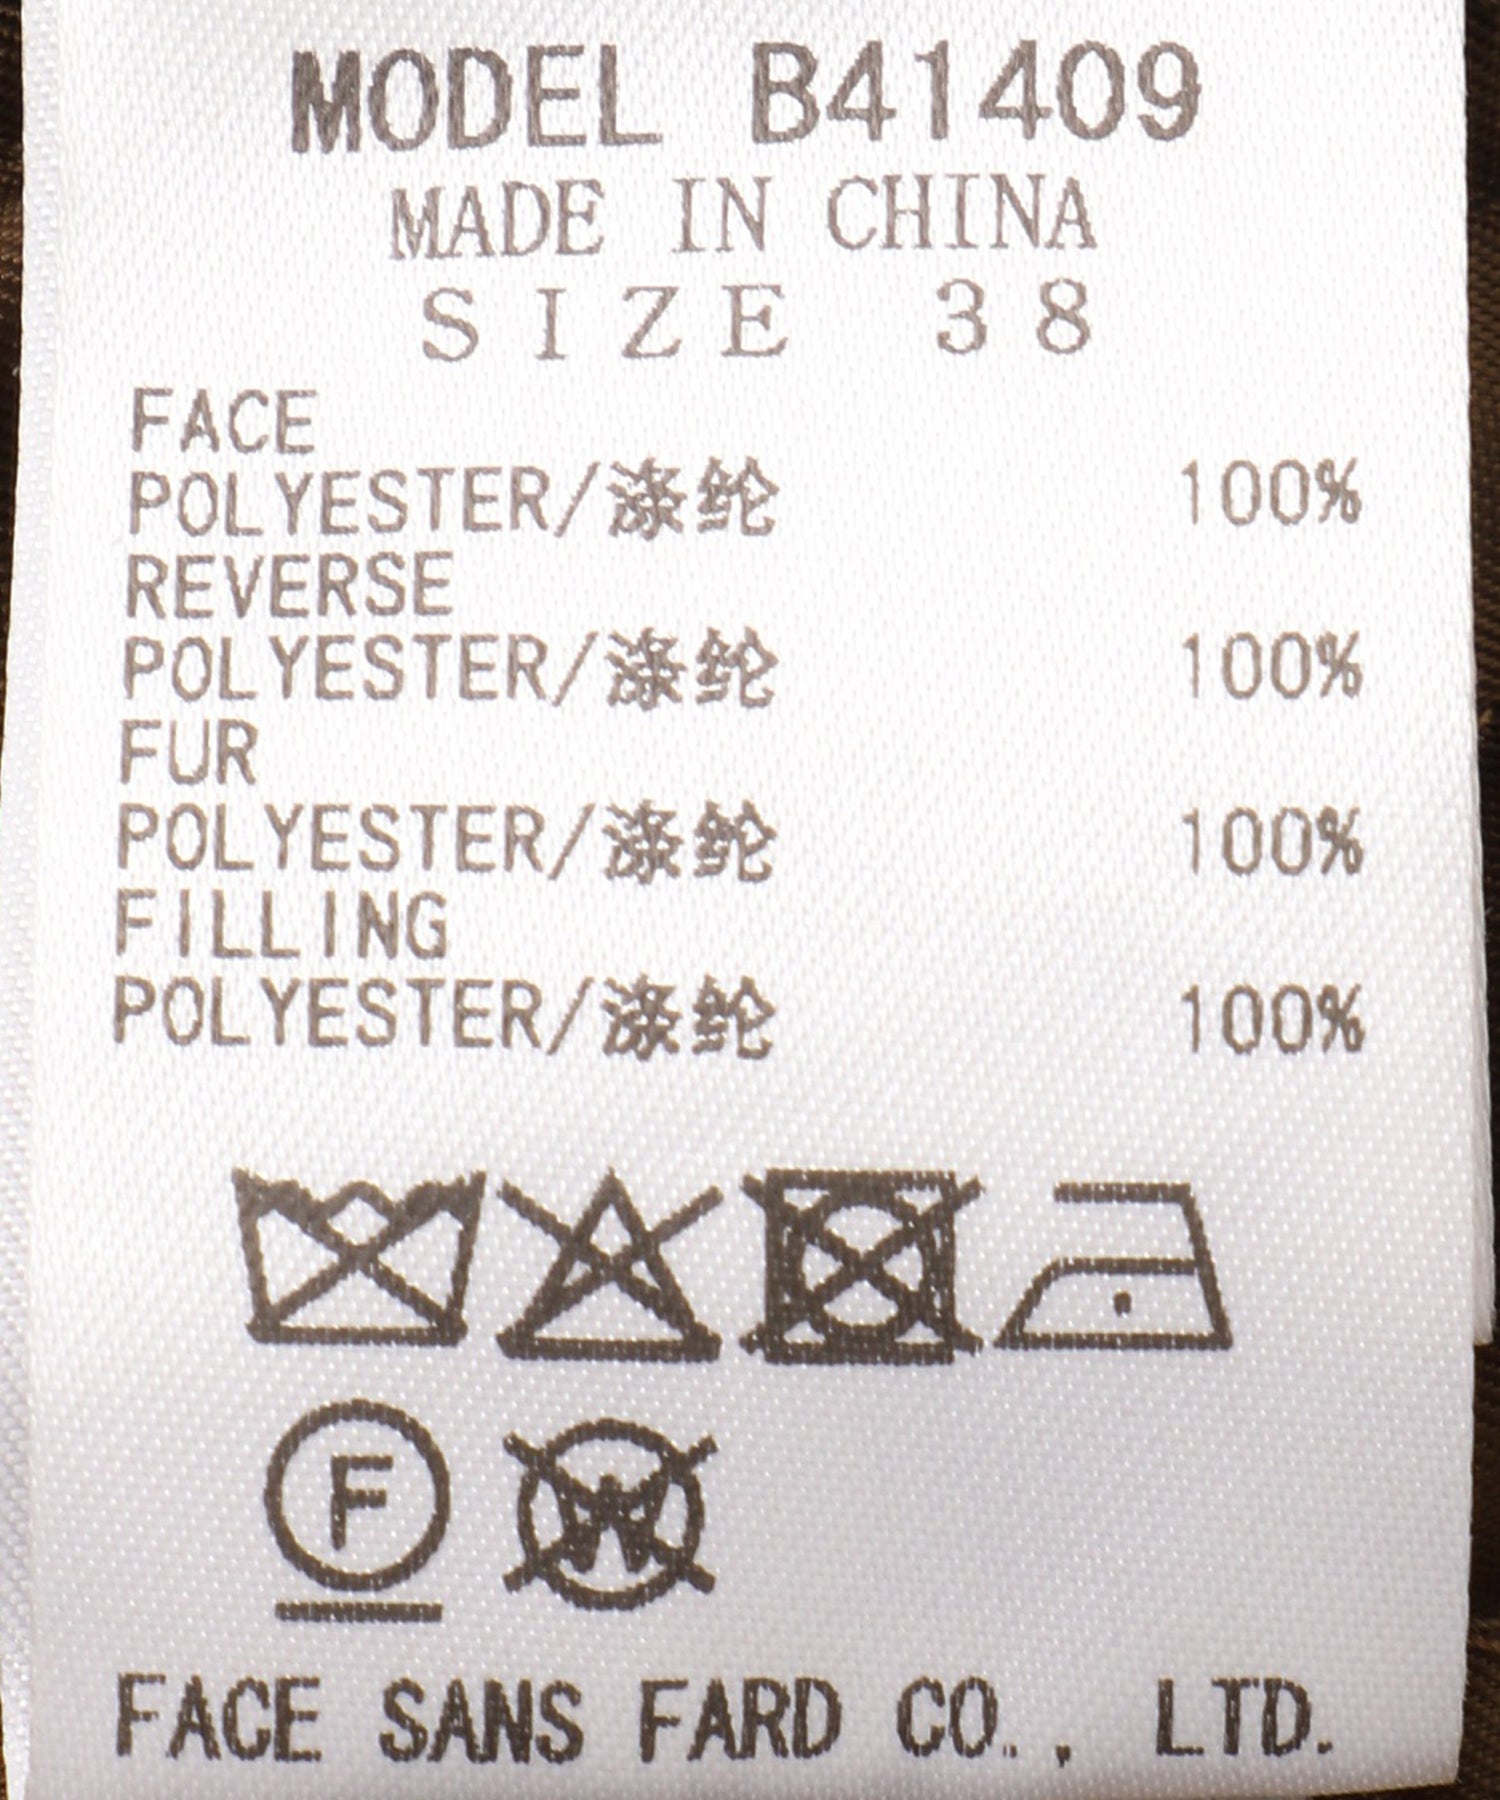 MODEL B41409
MADE IN CHINA
SIZE 38
FACE
POLYESTER/涤纶 100%
REVERSE
POLYESTER/涤纶 100%
FUR
POLYESTER/涤纶 100%
FILLING
POLYESTER/涤纶 100%
F W
FACE SANS FARD CO., LTD.